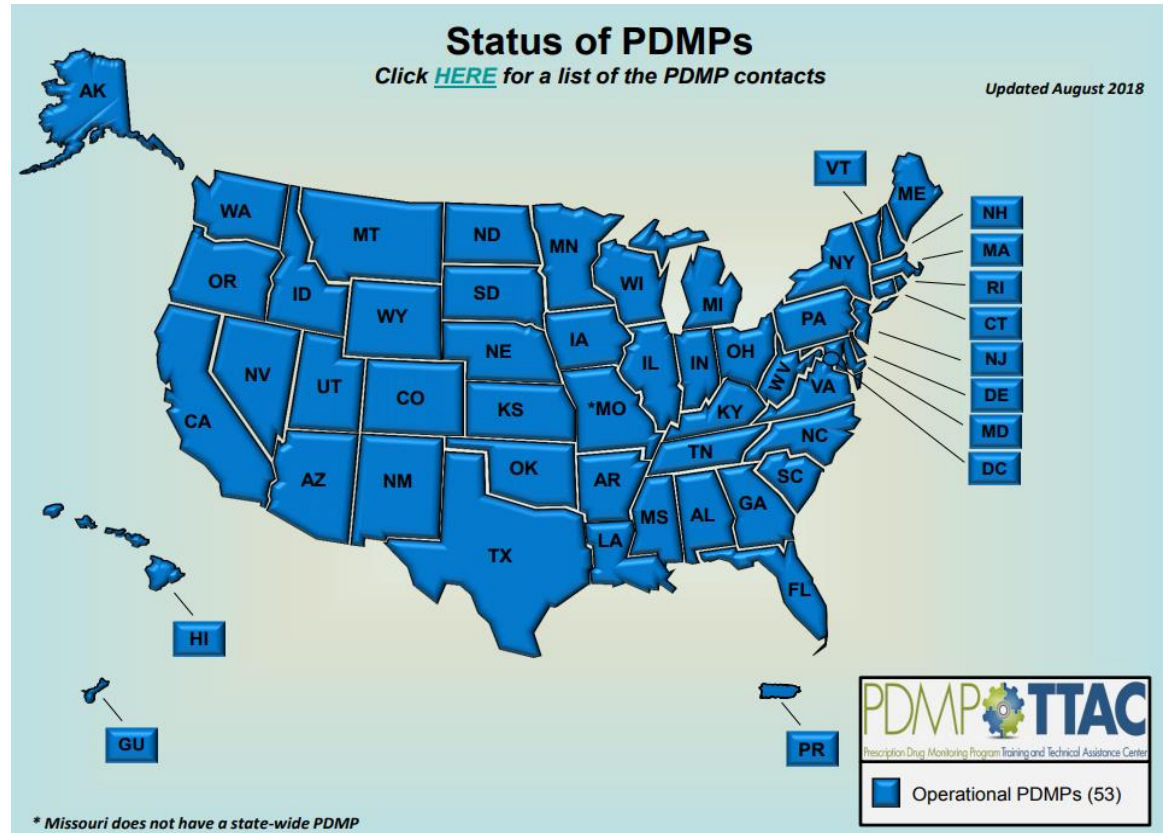 Status of PDMPs
Click HERE for a list of the PDMP contacts
Updated August 2018
AK
VT
ME
NH
WA
MT
ND
MN
MA
NY
OR
ID
SD
WI
MI
RI
WY
CT
PA
IA
NE
IL
IN
OH
NJ
NV
UT
CO
WV
VA
DE
CA
KS
*MO
KY
MD
NC
TN
DC
AZ
NM
OK
AR
SC
MS
AL
GA
TX
LA
FL
HI
GU
PR
PDMP TTAC
Prescription Drug Monitoring Program Training and Technical Assistance Center
Operational PDMPs (53)
* Missouri does not have a state-wide PDMP